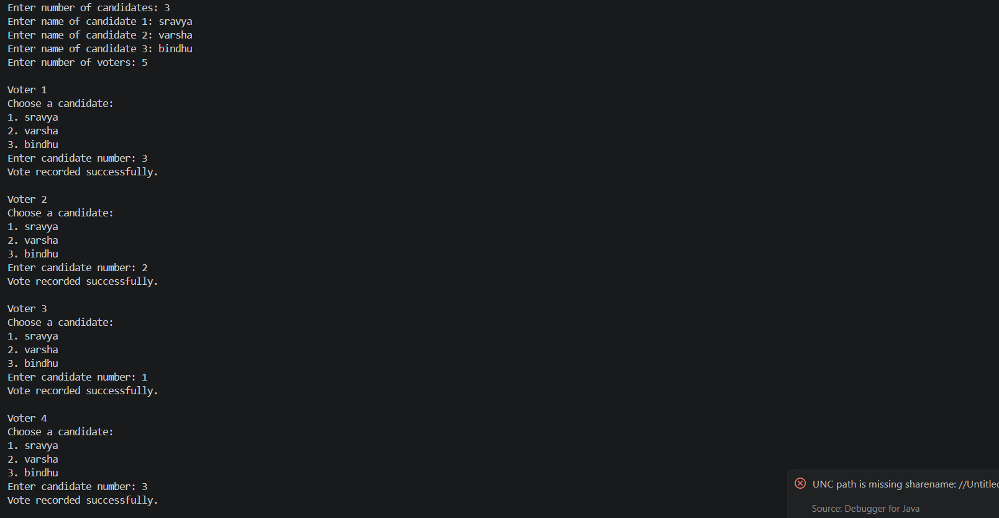 Enter number of candidates: 3
Enter name of candidate 1: sravya
Enter name of candidate 2: varsha
Enter name of candidate 3: bindhu
Enter number of voters: 5
Voter 1
Choose a candidate:
1. sravya
2. varsha
3. bindhu
Enter candidate number: 3
Vote recorded successfully.
Voter 2
Choose a candidate:
1. sravya
2. varsha
3. bindhu
Enter candidate number: 2
Vote recorded successfully.
Voter 3
Choose a candidate:
1. sravya
2. varsha
3. bindhu
Enter candidate number: 1
Vote recorded successfully.
Voter 4
Choose a candidate:
1. sravya
2. varsha
3. bindhu
Enter candidate number: 3
Vote recorded successfully.
UNC path is missing sharename: //Untitled
Source: Debugger for Java